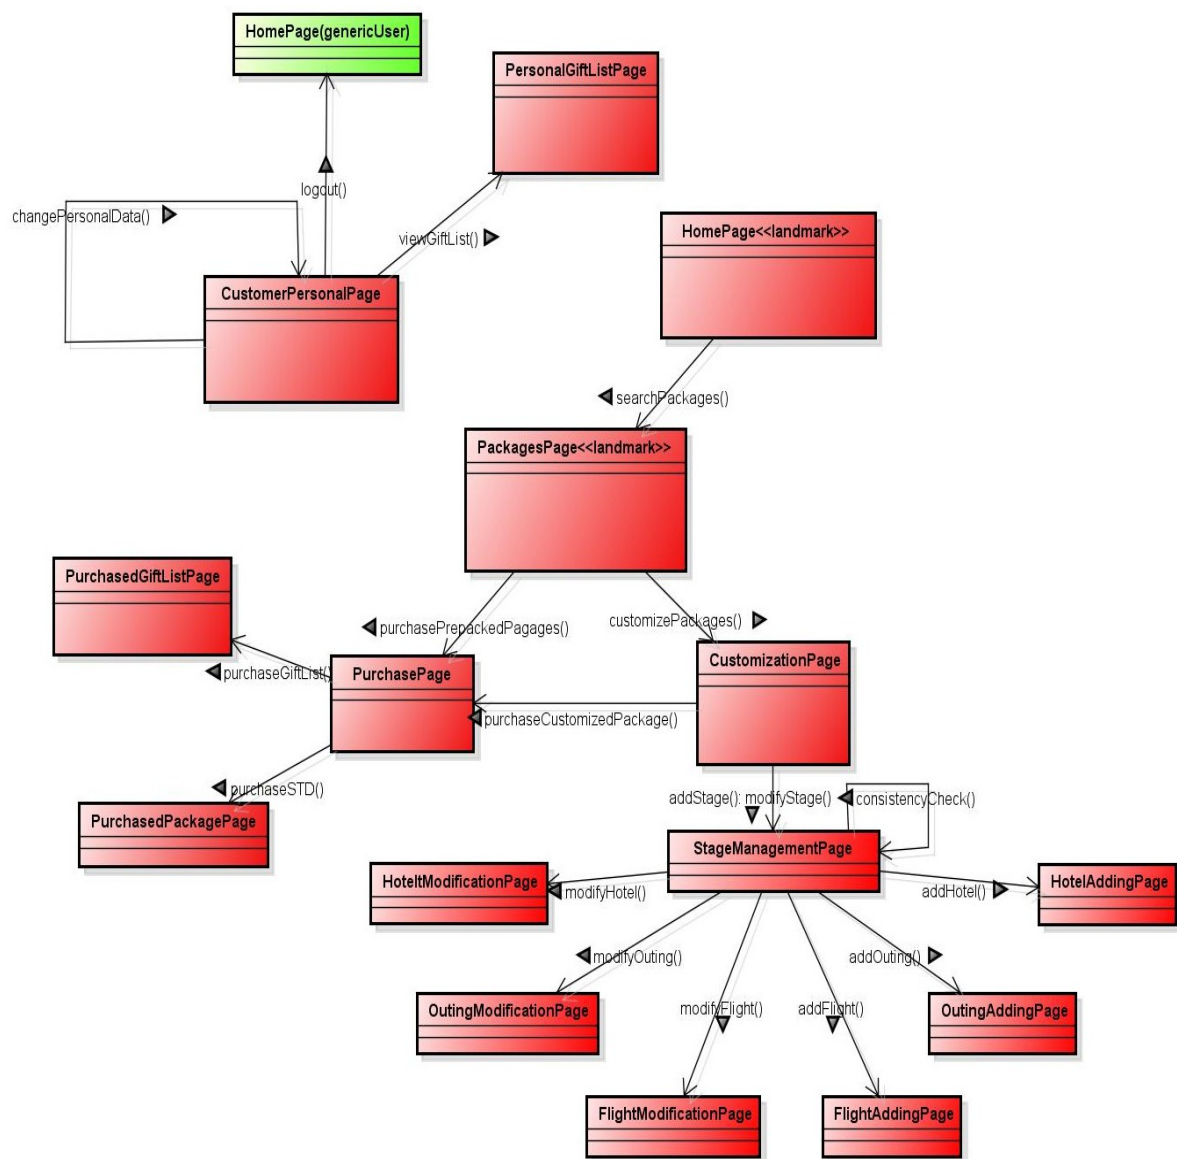 HomePage(genericUser)
PersonalGiftListPage
logout()
changePersonalData()
viewGiftList()
HomePage<<landmark>>
CustomerPersonalPage
searchPackages()
PackagesPage<<landmark>>
PurchasedGiftListPage
purchasePrepackedPagages()
customizePackages()
purchaseGiftList()
PurchasePage
CustomizationPage
purchaseCustomizedPackage()
purchaseSTD()
addStage(): modifyStage()
consistencyCheck()
PurchasedPackagePage
StageManagementPage
HoteltModificationPage
modifyHotel()
addHotel()
HotelAddingPage
modifyOuting()
addOuting()
OutingModificationPage
modifyFlight()
addFlight()
OutingAddingPage
FlightModificationPage
FlightAddingPage